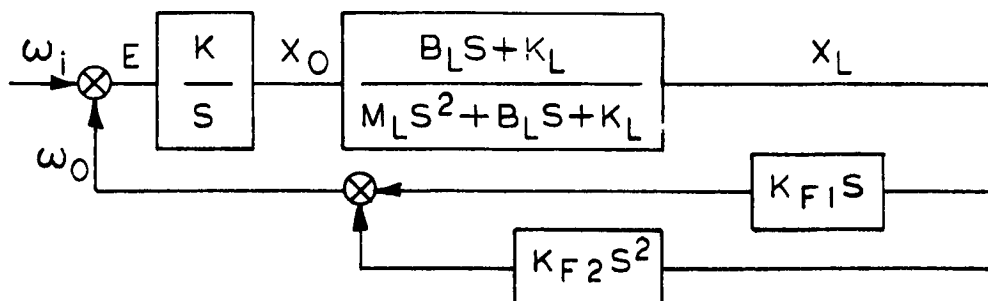 ωi
E
K
S
XO
BLS+KL
MLS²+BLS+KL
XL
ωO
KF1S
KF2S²